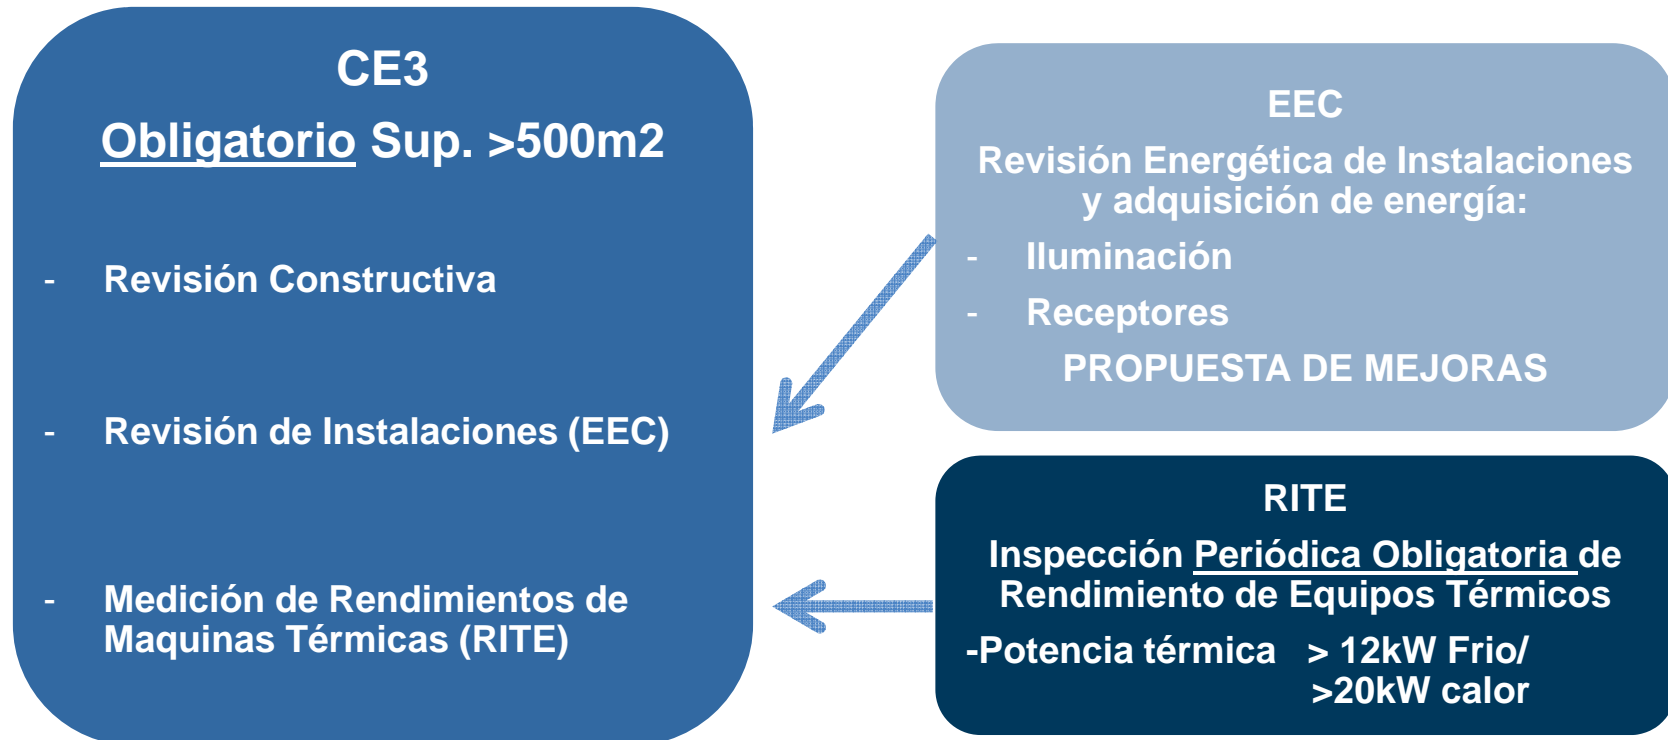 CE3
Obligatorio Sup. >500m2
- Revisión Constructiva
- Revisión de Instalaciones (EEC)
- Medición de Rendimientos de
Maquinas Térmicas (RITE)
EEC
Revisión Energética de Instalaciones
y adquisición de energía:
- Iluminación
- Receptores
PROPUESTA DE MEJORAS
RITE
Inspección Periódica Obligatoria de
Rendimiento de Equipos Térmicos
-Potencia térmica > 12kW Frio/
>20kW calor